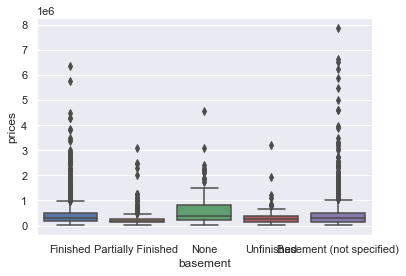 1e6
8
7
6
5
4
3
2
1
0
prices
Finished Partially Finished None Unfinished Basement (not specified)
basement